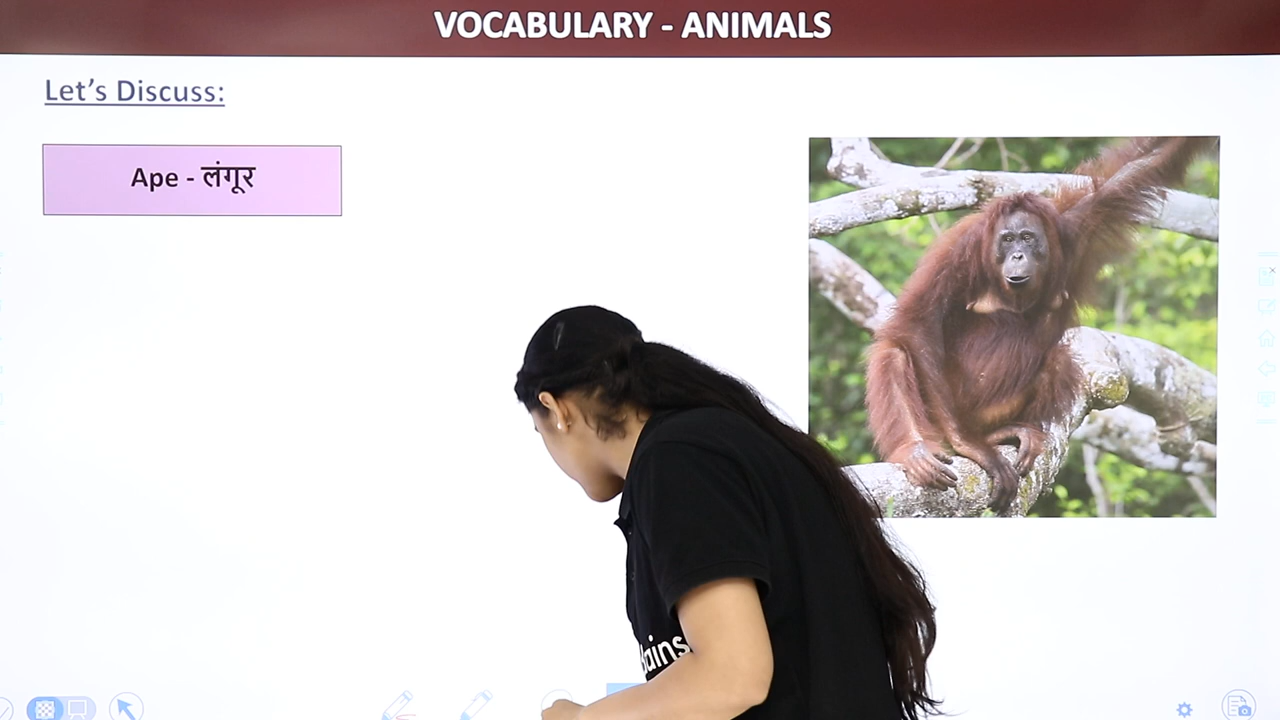 VOCABULARY - ANIMALS
Let's Discuss:
Ape - लंगूर